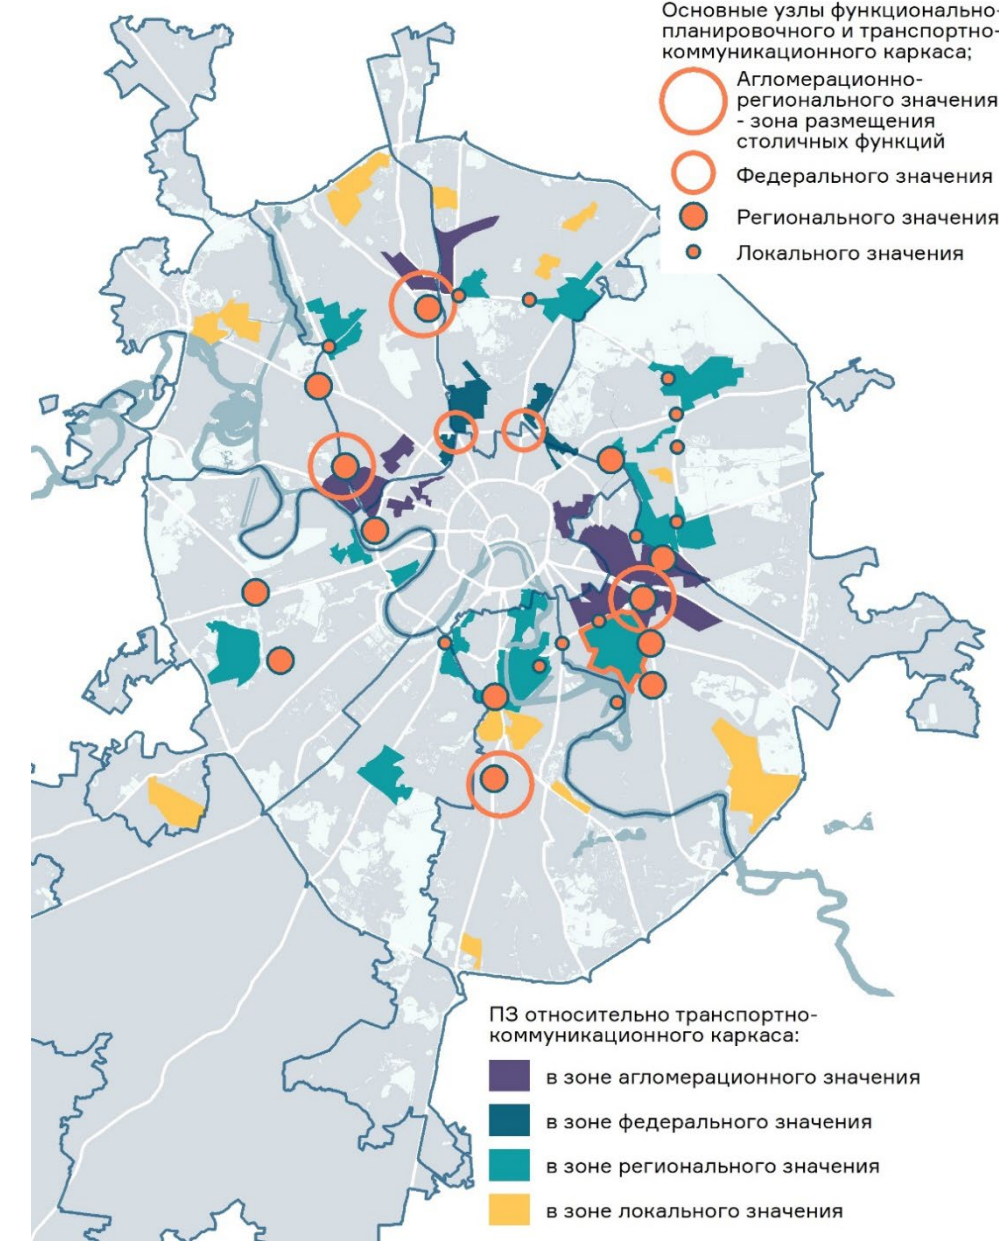 Основные узлы функционально-
планировочного и транспортно-
коммуникационного каркаса;
Агломерационно-
регионального значения
- зона размещения
столичных функций
Федерального значения
Регионального значения
Локального значения
ПЗ относительно транспортно-
коммуникационного каркаса:
в зоне агломерационного значения
в зоне федерального значения
в зоне регионального значения
в зоне локального значения